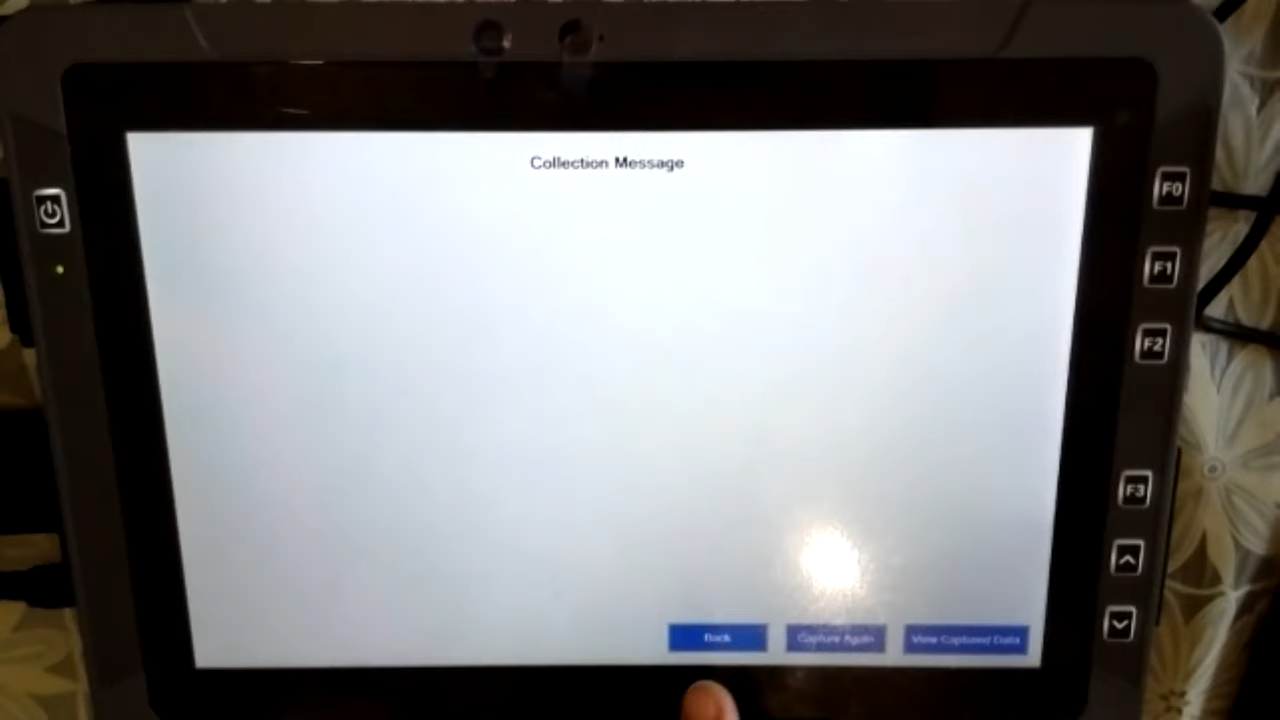 Collection Message
F0
F1
F2
F3
Back
Capture Again
View Captured Data